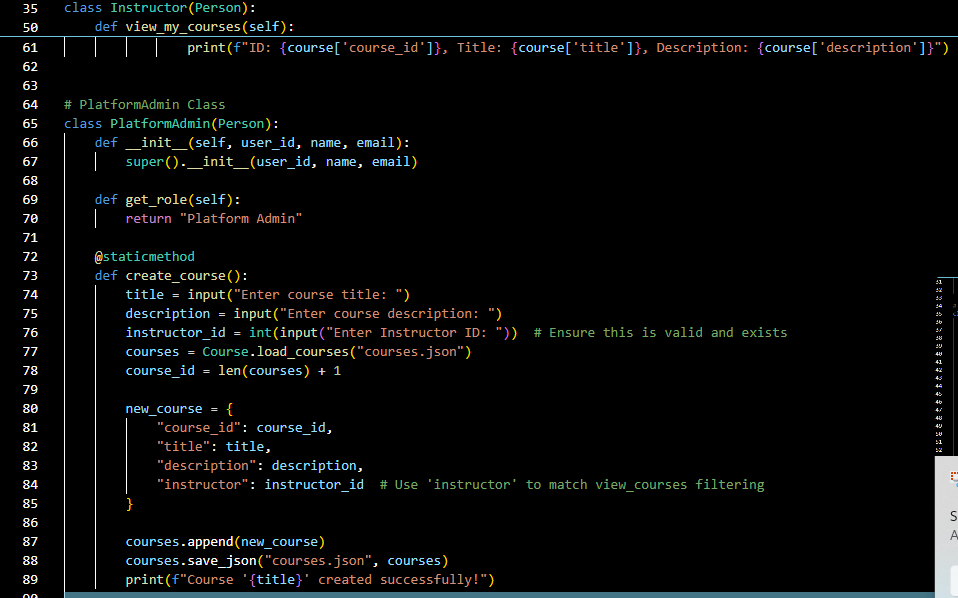 35 class Instructor(Person):
50     def view_my_courses(self):
61                 print(f"ID: {course['course_id']}, Title: {course['title']}, Description: {course['description']}")
62
63
64 # PlatformAdmin Class
65 class PlatformAdmin(Person):
66     def __init__(self, user_id, name, email):
67         super().__init__(user_id, name, email)
68
69     def get_role(self):
70         return "Platform Admin"
71
72     @staticmethod
73     def create_course():
74         title = input("Enter course title: ")
75         description = input("Enter course description: ")
76         instructor_id = int(input("Enter Instructor ID: "))  # Ensure this is valid and exists
77         courses = Course.load_courses("courses.json")
78         course_id = len(courses) + 1
79
80         new_course = {
81             "course_id": course_id,
82             "title": title,
83             "description": description,
84             "instructor": instructor_id  # Use 'instructor' to match view_courses filtering
85         }
86
87         courses.append(new_course)
88         courses.save_json("courses.json", courses)
89         print(f"Course '{title}' created successfully!")